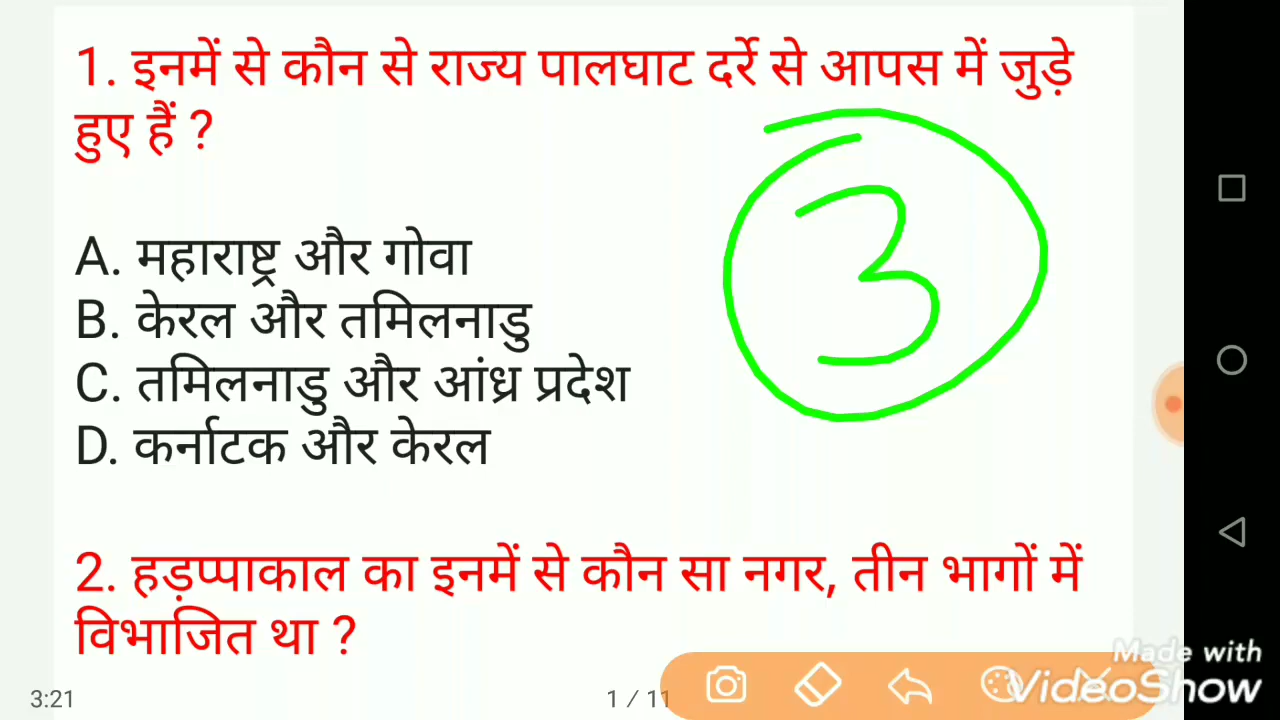 1. इनमें से कौन से राज्य पालघाट दर्रे से आपस में जुड़े
हुए हैं ?
3
A. महाराष्ट्र और गोवा
B. केरल और तमिलनाडु
C. तमिलनाडु और आंध्र प्रदेश
D. कर्नाटक और केरल
2. हड़प्पाकाल का इनमें से कौन सा नगर, तीन भागों में
विभाजित था ?
Made with
VideoShow
3:21
1 / 11